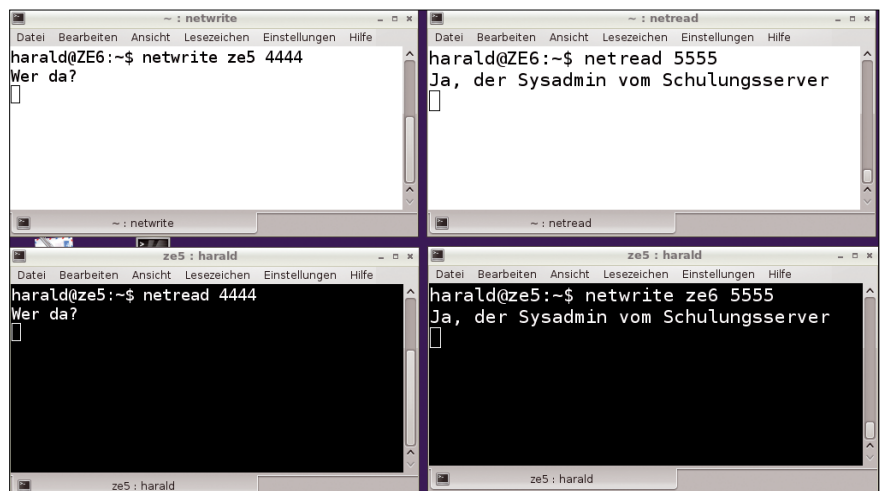 ~ : netwrite
Datei Bearbeiten Ansicht Lesezeichen Einstellungen Hilfe
harald@ZE6:~$ netwrite ze5 4444
Wer da?
~ : netwrite
~ : netread
Datei Bearbeiten Ansicht Lesezeichen Einstellungen Hilfe
harald@ZE6:~$ netread 5555
Ja, der Sysadmin vom Schulungsserver
~ : netread
ze5 : harald
Datei Bearbeiten Ansicht Lesezeichen Einstellungen Hilfe
harald@ze5:~$ netread 4444
Wer da?
ze5 : harald
ze5 : harald
Datei Bearbeiten Ansicht Lesezeichen Einstellungen Hilfe
harald@ze5:~$ netwrite ze6 5555
Ja, der Sysadmin vom Schulungsserver
ze5 : harald